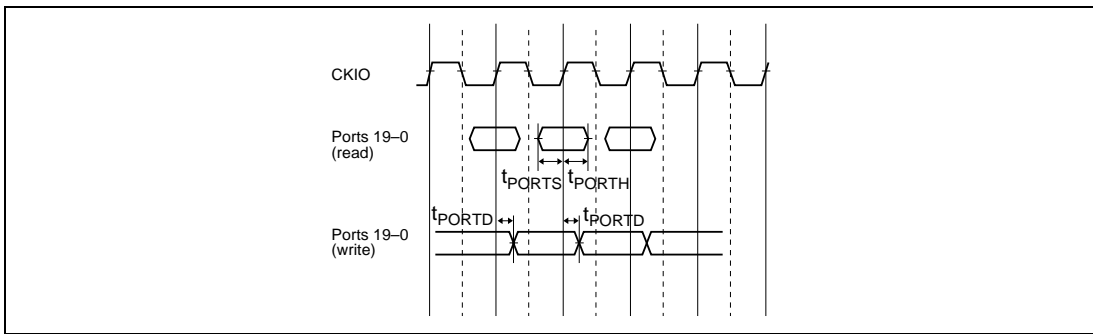 CKIO
Ports 19–0
(read)
tPORTS tPORTH
tPORTD tPORTD
Ports 19–0
(write)